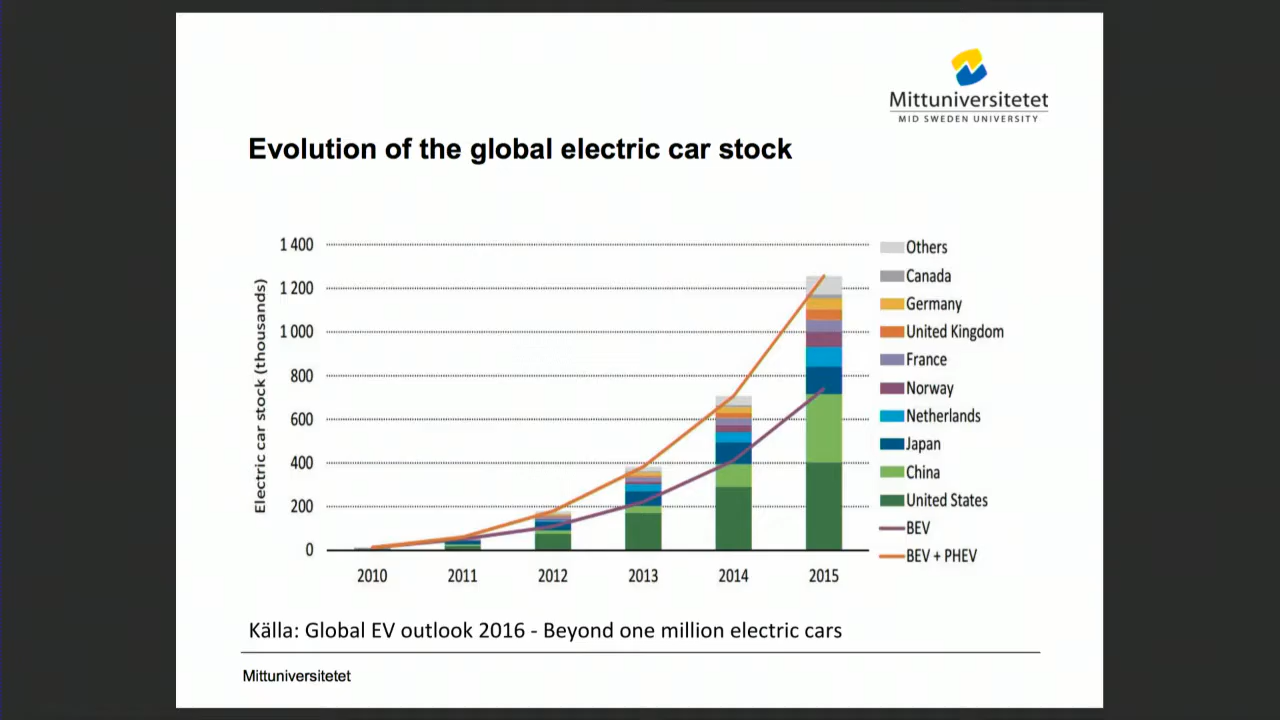 Mittuniversitetet
MID SWEDEN UNIVERSITY
Evolution of the global electric car stock
Electric car stock (thousands)
1 400
1 200
1 000
800
600
400
200
0
2010 2011 2012 2013 2014 2015
Others
Canada
Germany
United Kingdom
France
Norway
Netherlands
Japan
China
United States
BEV
BEV + PHEV
Källa: Global EV outlook 2016 - Beyond one million electric cars
Mittuniversitetet